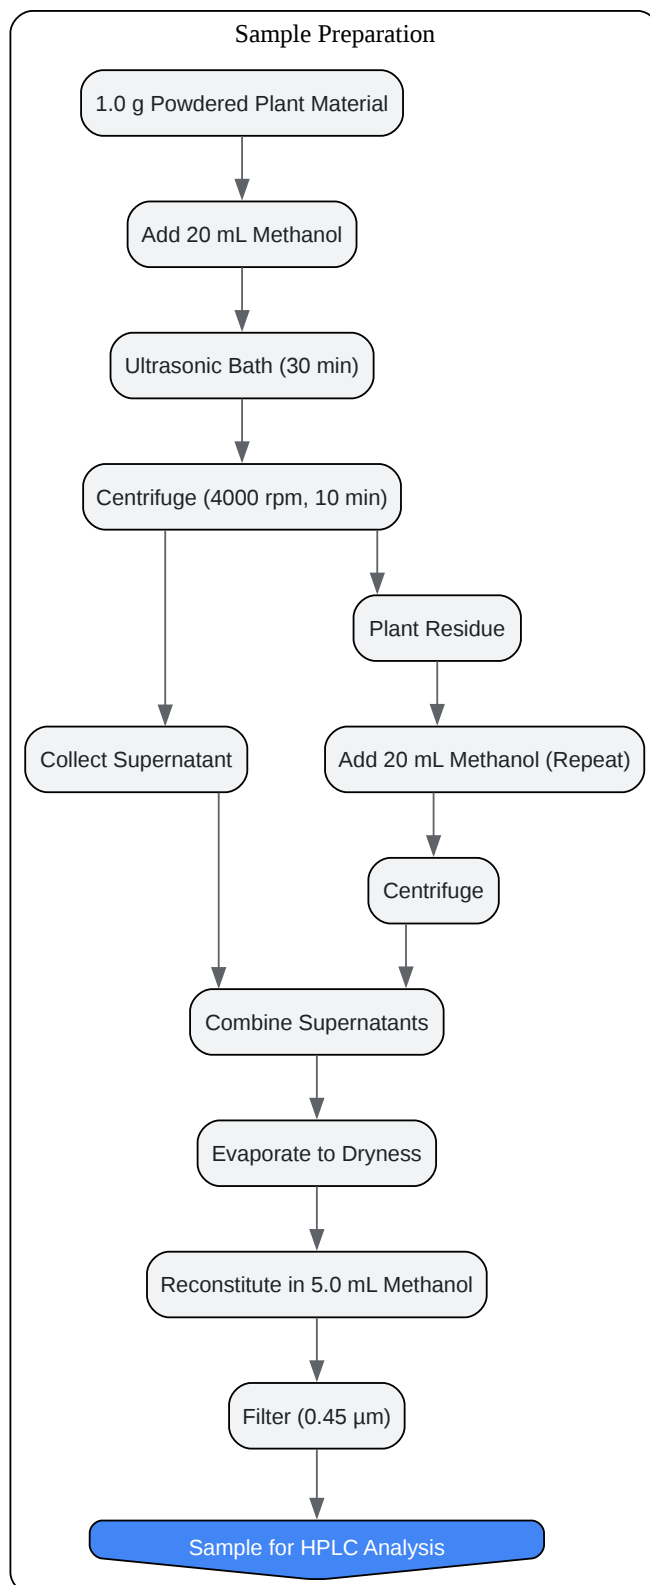 Sample Preparation
1.0 g Powdered Plant Material
Add 20 mL Methanol
Ultrasonic Bath (30 min)
Centrifuge (4000 rpm, 10 min)
Plant Residue
Collect Supernatant
Add 20 mL Methanol (Repeat)
Centrifuge
Combine Supernatants
Evaporate to Dryness
Reconstitute in 5.0 mL Methanol
Filter (0.45 µm)
Sample for HPLC Analysis